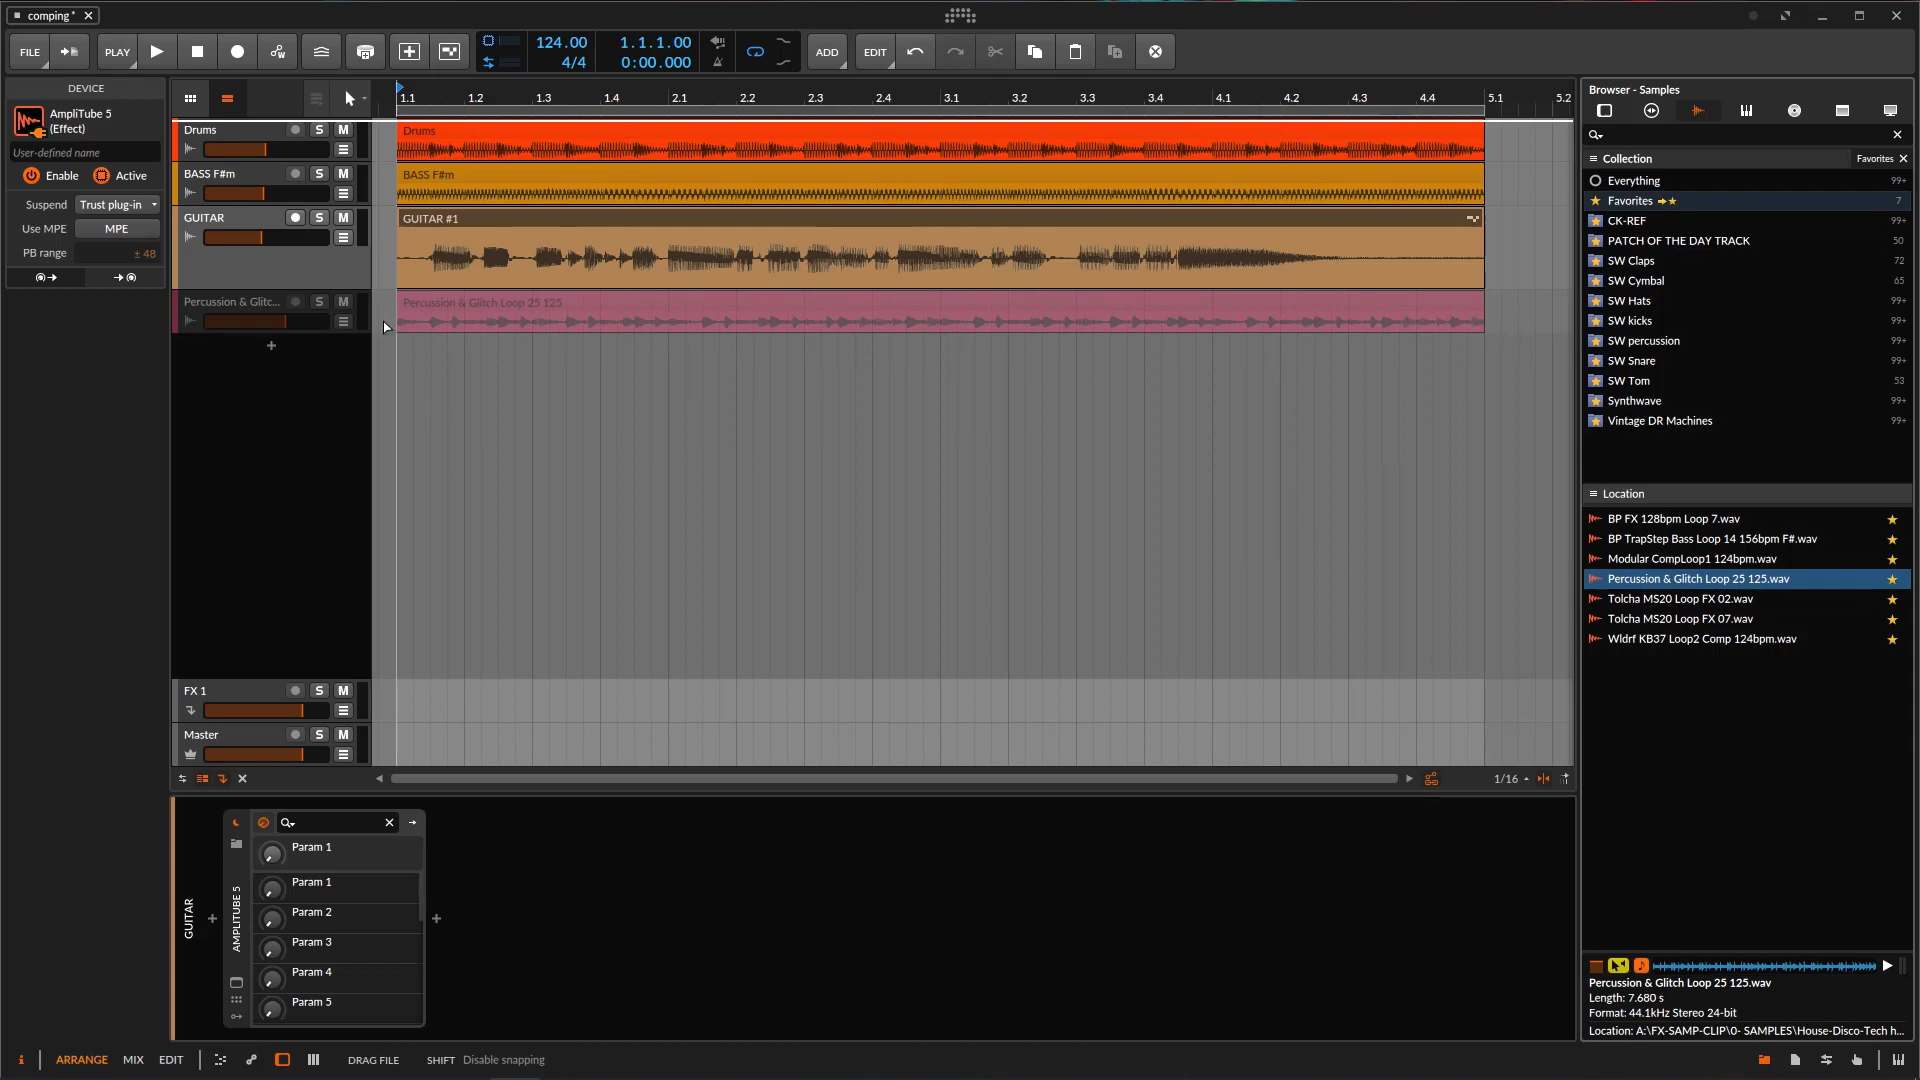 comping*
FILE
PLAY
124.00
4/4
1.1.1.00
0:00.000
ADD
EDIT
DEVICE
AmpliTube 5
(Effect)
User-defined name
Enable
Active
Suspend
Trust plug-in
Use MPE
MPE
PB range
± 48
1.1
1.2
1.3
1.4
2.1
2.2
2.3
2.4
3.1
3.2
3.3
3.4
4.1
4.2
4.3
4.4
5.1
5.2
Drums
S
M
Drums
BASS F#m
S
M
BASS F#m
GUITAR
S
M
GUITAR #1
Percussion & Glitc...
S
M
Percussion & Glitch Loop 25 125
FX 1
S
M
Master
S
M
1/16
GUITAR
AMPLITUBE 5
Param 1
Param 1
Param 2
Param 3
Param 4
Param 5
Browser - Samples
Collection
Favorites
Everything
99+
Favorites
7
CK-REF
99+
PATCH OF THE DAY TRACK
50
SW Claps
72
SW Cymbal
65
SW Hats
99+
SW kicks
99+
SW percussion
99+
SW Snare
99+
SW Tom
53
Synthwave
99+
Vintage DR Machines
99+
Location
BP FX 128bpm Loop 7.wav
BP TrapStep Bass Loop 14 156bpm F#.wav
Modular CompLoop1 124bpm.wav
Percussion & Glitch Loop 25 125.wav
Tolcha MS20 Loop FX 02.wav
Tolcha MS20 Loop FX 07.wav
Wldrf KB37 Loop2 Comp 124bpm.wav
Percussion & Glitch Loop 25 125.wav
Length: 7.680 s
Format: 44.1kHz Stereo 24-bit
Location: A:\FX-SAMP-CLIP\0- SAMPLES\House-Disco-Tech h...
i
ARRANGE
MIX
EDIT
DRAG FILE
SHIFT
Disable snapping